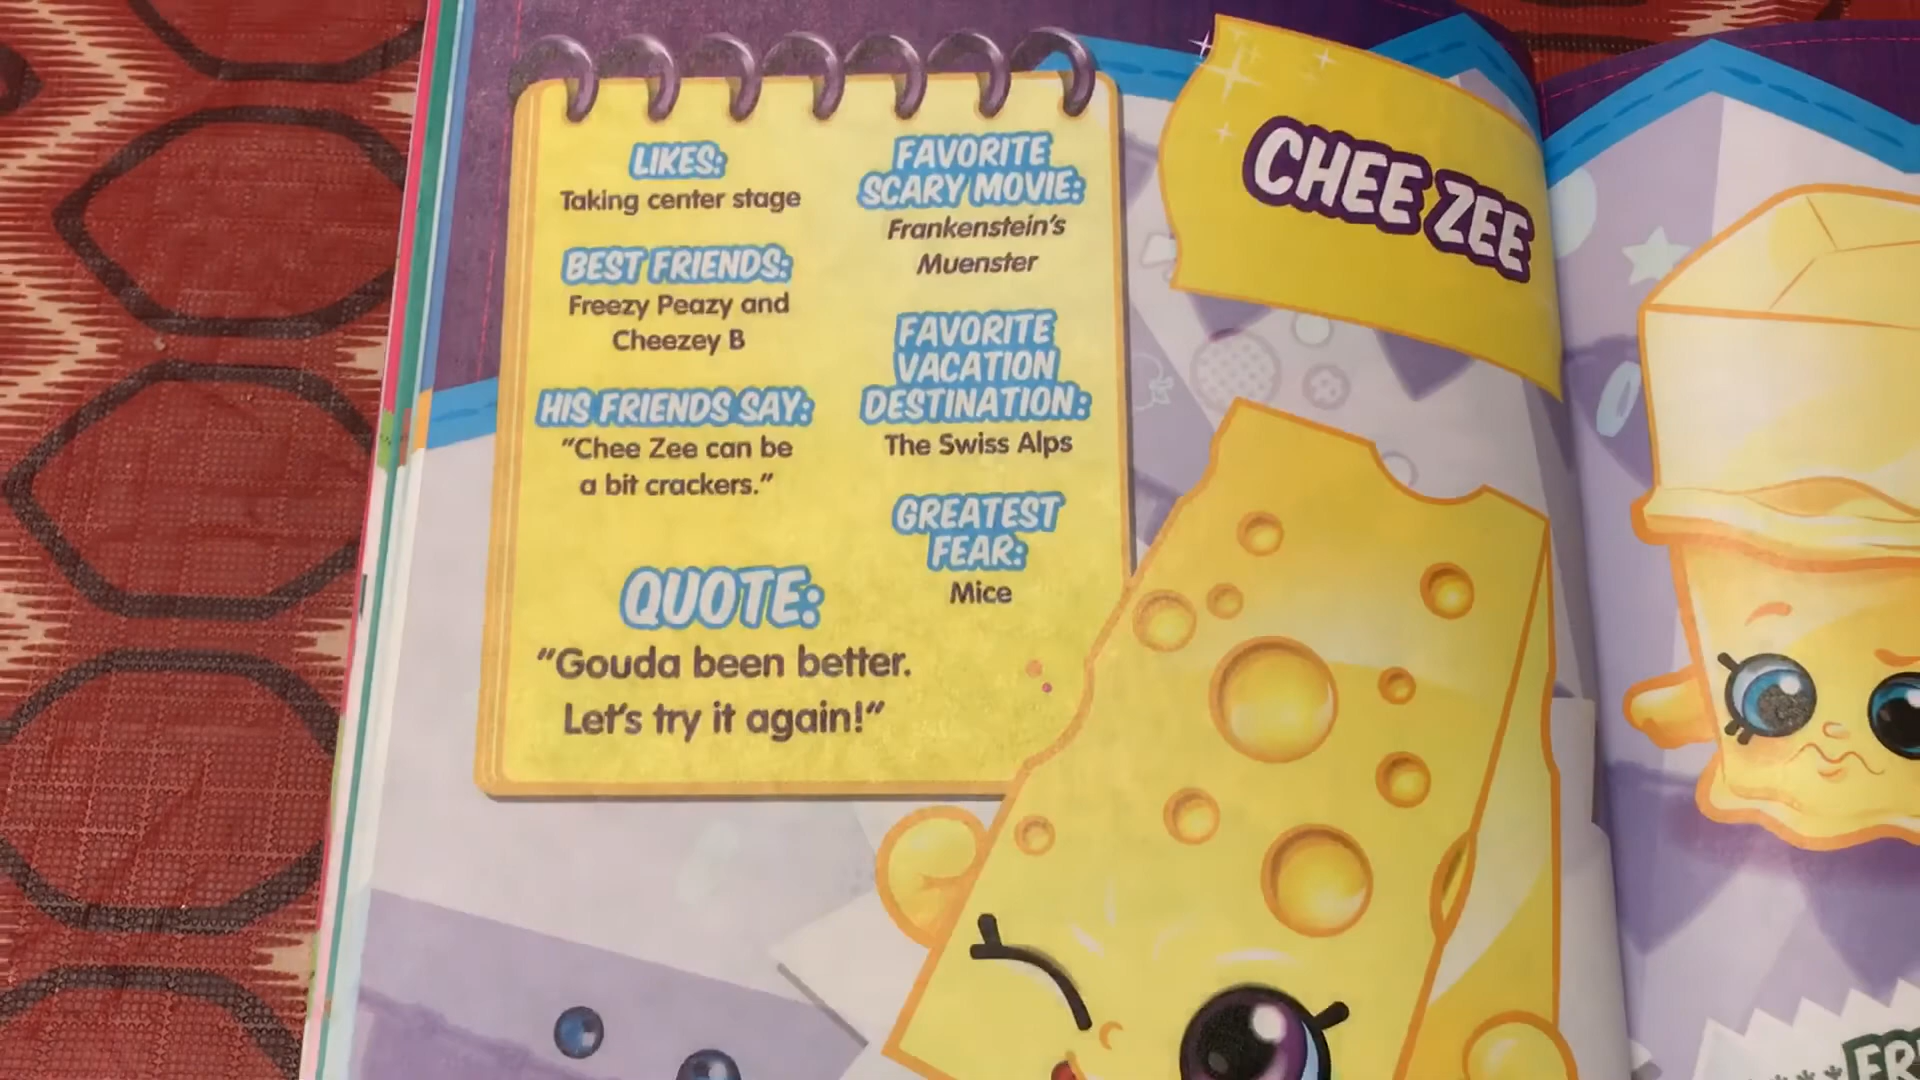 LIKES:
Taking center stage
BEST FRIENDS:
Freezy Peazy and
Cheezey B
HIS FRIENDS SAY:
"Chee Zee can be
a bit crackers."
QUOTE:
"Gouda been better.
Let's try it again!"
FAVORITE
SCARY MOVIE:
Frankenstein's
Muenster
FAVORITE
VACATION
DESTINATION:
The Swiss Alps
GREATEST
FEAR:
Mice
CHEE ZEE